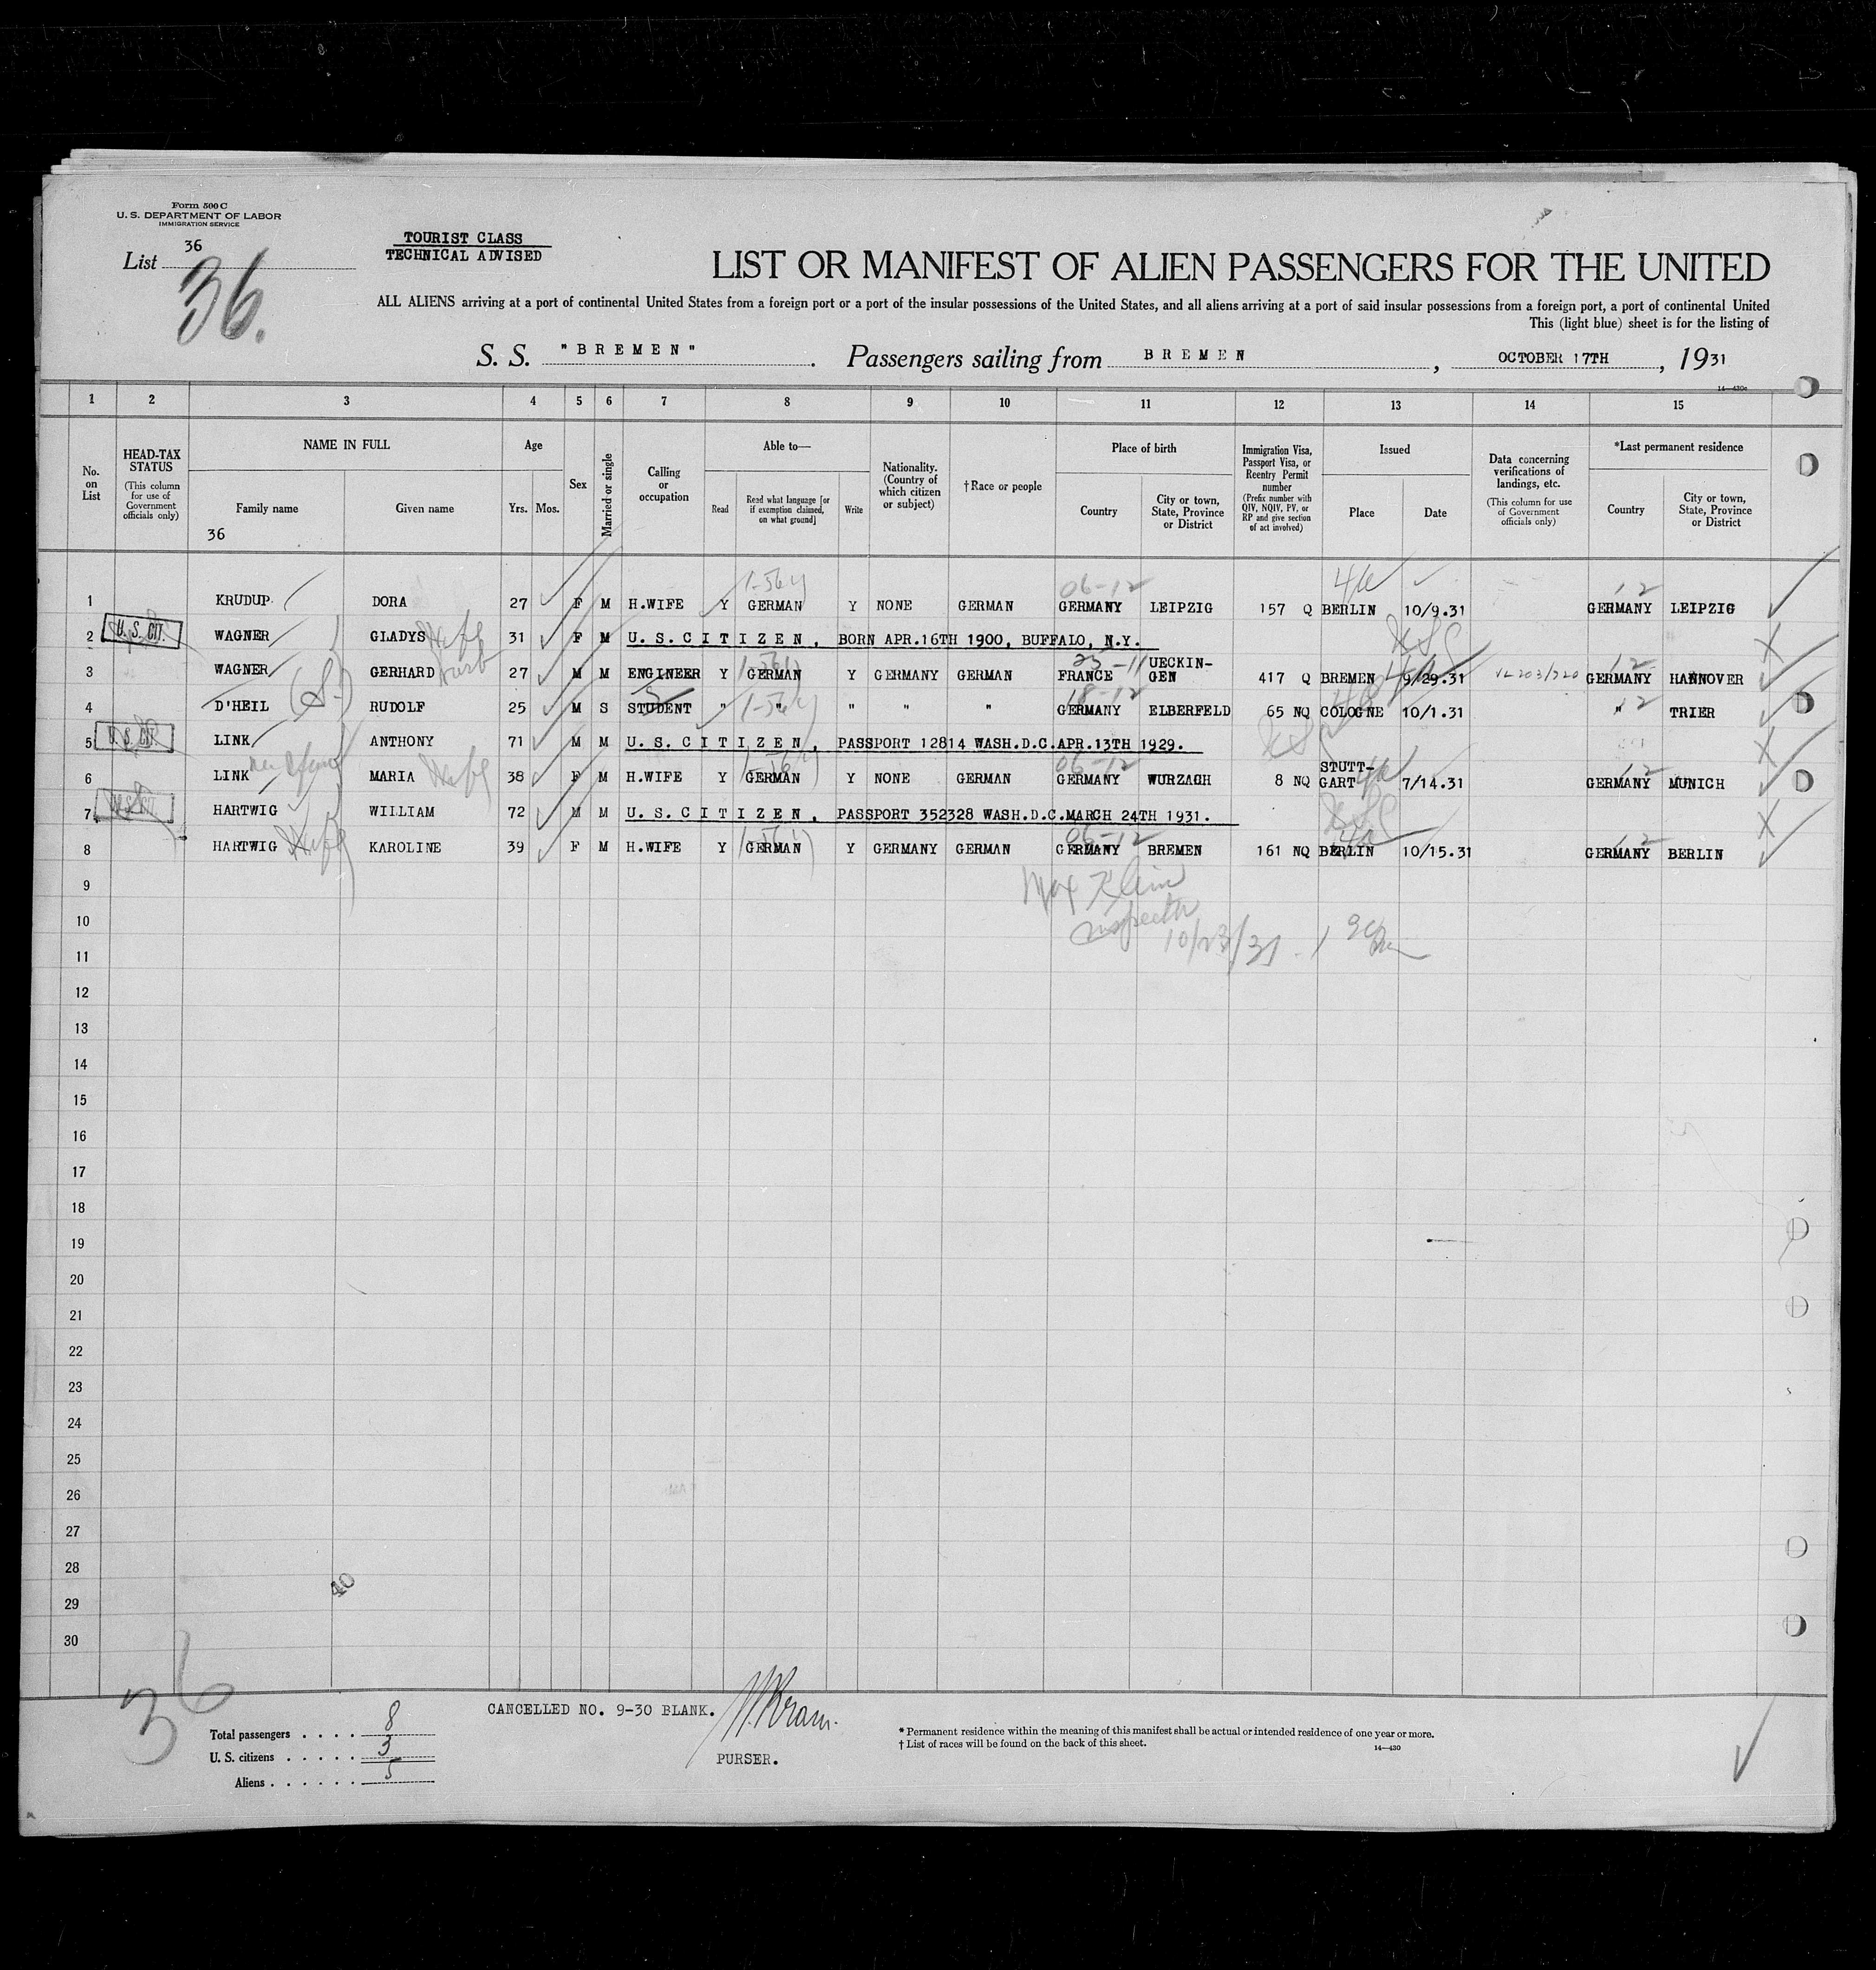 Form 500 C
U. S. DEPARTMENT OF LABOR
IMMIGRATION SERVICE
List 36
36.
TOURIST CLASS
TECHNICAL ADVISED
LIST OR MANIFEST OF ALIEN PASSENGERS FOR THE UNITED
ALL ALIENS arriving at a port of continental United States from a foreign port or a port of the insular possessions of the United States, and all aliens arriving at a port of said insular possessions from a foreign port, a port of continental United
This (light blue) sheet is for the listing of
S. S. "BREMEN". Passengers sailing from BREMEN, OCTOBER 17TH, 1931
14—430c
1 2 3 4 5 6 7 8 9 10 11 12 13 14 15
No. on List
HEAD-TAX STATUS (This column for use of Government officials only)
NAME IN FULL
Family name Given name
36
Age
Yrs. Mos.
Sex
Married or single
Calling or occupation
Able to—
Read
Read what language [or if exemption claimed, on what ground]
Write
Nationality. (Country of which citizen or subject)
†Race or people
Place of birth
Country
City or town, State, Province or District
Immigration Visa, Passport Visa, or Reentry Permit number (Prefix number with QIV, NQIV, PV, or RP and give section of act involved)
Issued
Place Date
Data concerning verifications of landings, etc. (This column for use of Government officials only)
*Last permanent residence
Country
City or town, State, Province or District
1 KRUDUP DORA 27 F M H.WIFE Y GERMAN Y NONE GERMAN GERMANY LEIPZIG 157 Q BERLIN 10/9.31 GERMANY LEIPZIG
2 U. S. CIT. WAGNER GLADYS 31 F M U. S. CITIZEN, BORN APR.16TH 1900, BUFFALO, N.Y.
3 WAGNER GERHARD 27 M M ENGINEER Y GERMAN Y GERMANY GERMAN FRANCE UECKIN-GEN 417 Q BREMEN 9/29.31 GERMANY HANNOVER
4 D'HEIL (S.) RUDOLF 25 M S STUDENT " " " " " GERMANY ELBERFELD 65 NQ COLOGNE 10/1.31 " TRIER
5 U. S. CIT. LINK ANTHONY 71 M M U. S. CITIZEN, PASSPORT 12814 WASH.D.C.APR.13TH 1929.
6 LINK MARIA 38 F M H.WIFE Y GERMAN Y NONE GERMAN GERMANY WURZACH 8 NQ STUTT-GART 7/14.31 GERMANY MUNICH
7 U. S. CIT. HARTWIG WILLIAM 72 M M U. S. CITIZEN, PASSPORT 352328 WASH.D.C.MARCH 24TH 1931.
8 HARTWIG KAROLINE 39 F M H.WIFE Y GERMAN Y GERMANY GERMAN GERMANY BREMEN 161 NQ BERLIN 10/15.31 GERMANY BERLIN
9
Max Klein
10
Inspector
10/23/31
11
12
13
14
15
16
17
18
19
20
21
22
23
24
25
26
27
28
29
30
40
36
CANCELLED NO. 9-30 BLANK.
PURSER.
Total passengers . . . . 8
U. S. citizens . . . . . 3
Aliens . . . . . . 5
* Permanent residence within the meaning of this manifest shall be actual or intended residence of one year or more.
† List of races will be found on the back of this sheet.
14—430